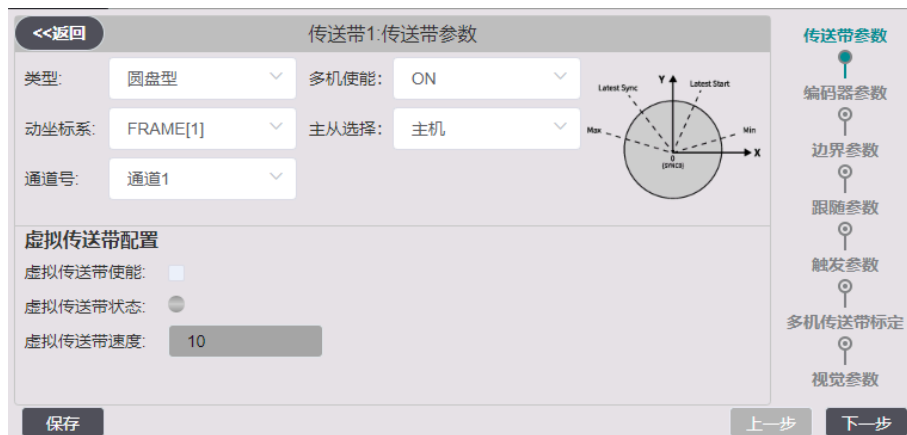 <<返回
传送带1:传送带参数
类型: 圆盘型 多机使能: ON
动坐标系: FRAME[1] 主从选择: 主机
通道号: 通道1
Y
Latest Sync Latest Start
Max Min
X
0
(SYNC3)
虚拟传送带配置
虚拟传送带使能:
虚拟传送带状态:
虚拟传送带速度: 10
传送带参数
编码器参数
边界参数
跟随参数
触发参数
多机传送带标定
视觉参数
保存 上一步 下一步